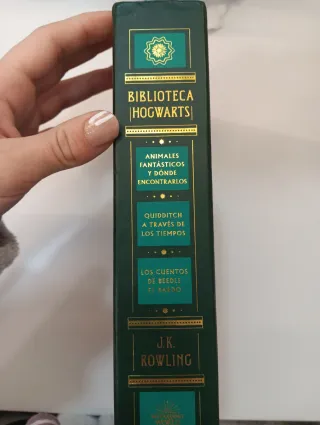 BIBLIOTECA
|HOGWARTS|
ANIMALES
FANTÁSTICOS
Y DÓNDE
ENCONTRARLOS
QUIDDITCH
A TRAVÉS DE
LOS TIEMPOS
LOS CUENTOS
DE BEEDLE
EL BARDO
J.K.
ROWLING